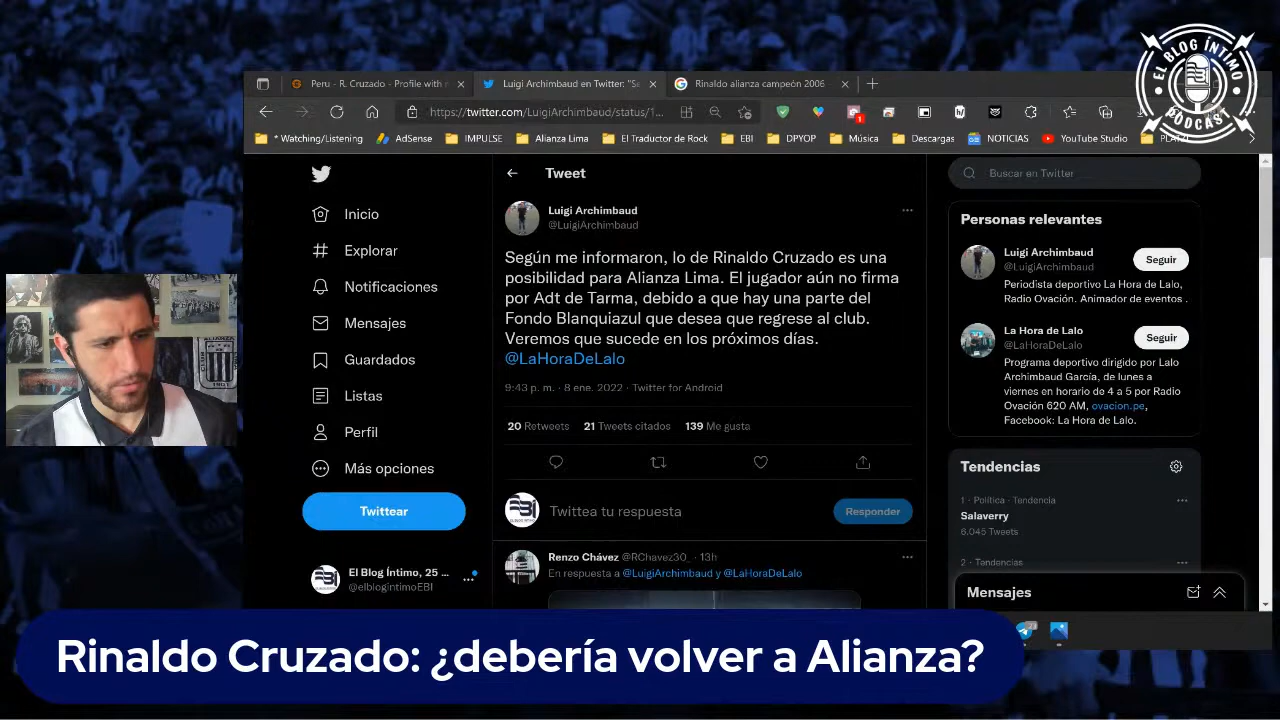 EL BLOG ÍNTIMO
PODCAST
Peru - R. Cruzado - Profile with n
Luigi Archimbaud en Twitter: "Se
Rinaldo alianza campeón 2006 -
https://twitter.com/LuigiArchimbaud/status/1...
* Watching/Listening
AdSense
IMPULSE
Alianza Lima
El Traductor de Rock
EBI
DPYOP
Música
Descargas
NOTICIAS
YouTube Studio
Inicio
Explorar
Notificaciones
Mensajes
Guardados
Listas
Perfil
Más opciones
Twittear
El Blog Íntimo, 25 ...
@elblogintimoEBI
Tweet
Luigi Archimbaud
@LuigiArchimbaud
Según me informaron, lo de Rinaldo Cruzado es una
posibilidad para Alianza Lima. El jugador aún no firma
por Adt de Tarma, debido a que hay una parte del
Fondo Blanquiazul que desea que regrese al club.
Veremos que sucede en los próximos días.
@LaHoraDeLalo
9:43 p. m. · 8 ene. 2022 · Twitter for Android
20 Retweets 21 Tweets citados 139 Me gusta
Twittea tu respuesta
Responder
Renzo Chávez @RChavez30_ · 13h
En respuesta a @LuigiArchimbaud y @LaHoraDeLalo
Buscar en Twitter
Personas relevantes
Luigi Archimbaud
@LuigiArchimbaud
Seguir
Periodista deportivo La Hora de Lalo,
Radio Ovación. Animador de eventos .
La Hora de Lalo
@LaHoraDeLalo
Seguir
Programa deportivo dirigido por Lalo
Archimbaud García, de lunes a
viernes en horario de 4 a 5 por Radio
Ovación 620 AM, ovacion.pe,
Facebook: La Hora de Lalo.
Tendencias
1 · Política · Tendencia
Salaverry
6.045 Tweets
2 · Tendencias
Mensajes
ALIANZA
1901
Rinaldo Cruzado: ¿debería volver a Alianza?